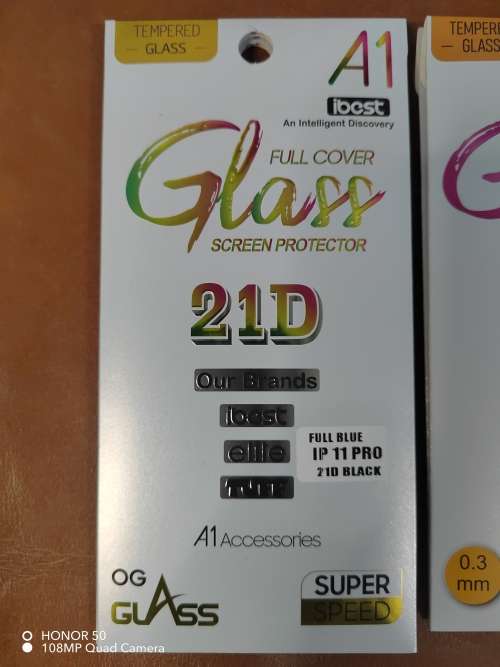 TEMPERED
GLASS
A1
ibest
An Intelligent Discovery
FULL COVER
Glass
SCREEN PROTECTOR
21D
Our Brands
ibest
ellie
FULL BLUE
IP 11 PRO
21D BLACK
A1 Accessories
OG
GLASS
SUPER
SPEED
GLASS
0.3
mm
HONOR 50
108MP Quad Camera